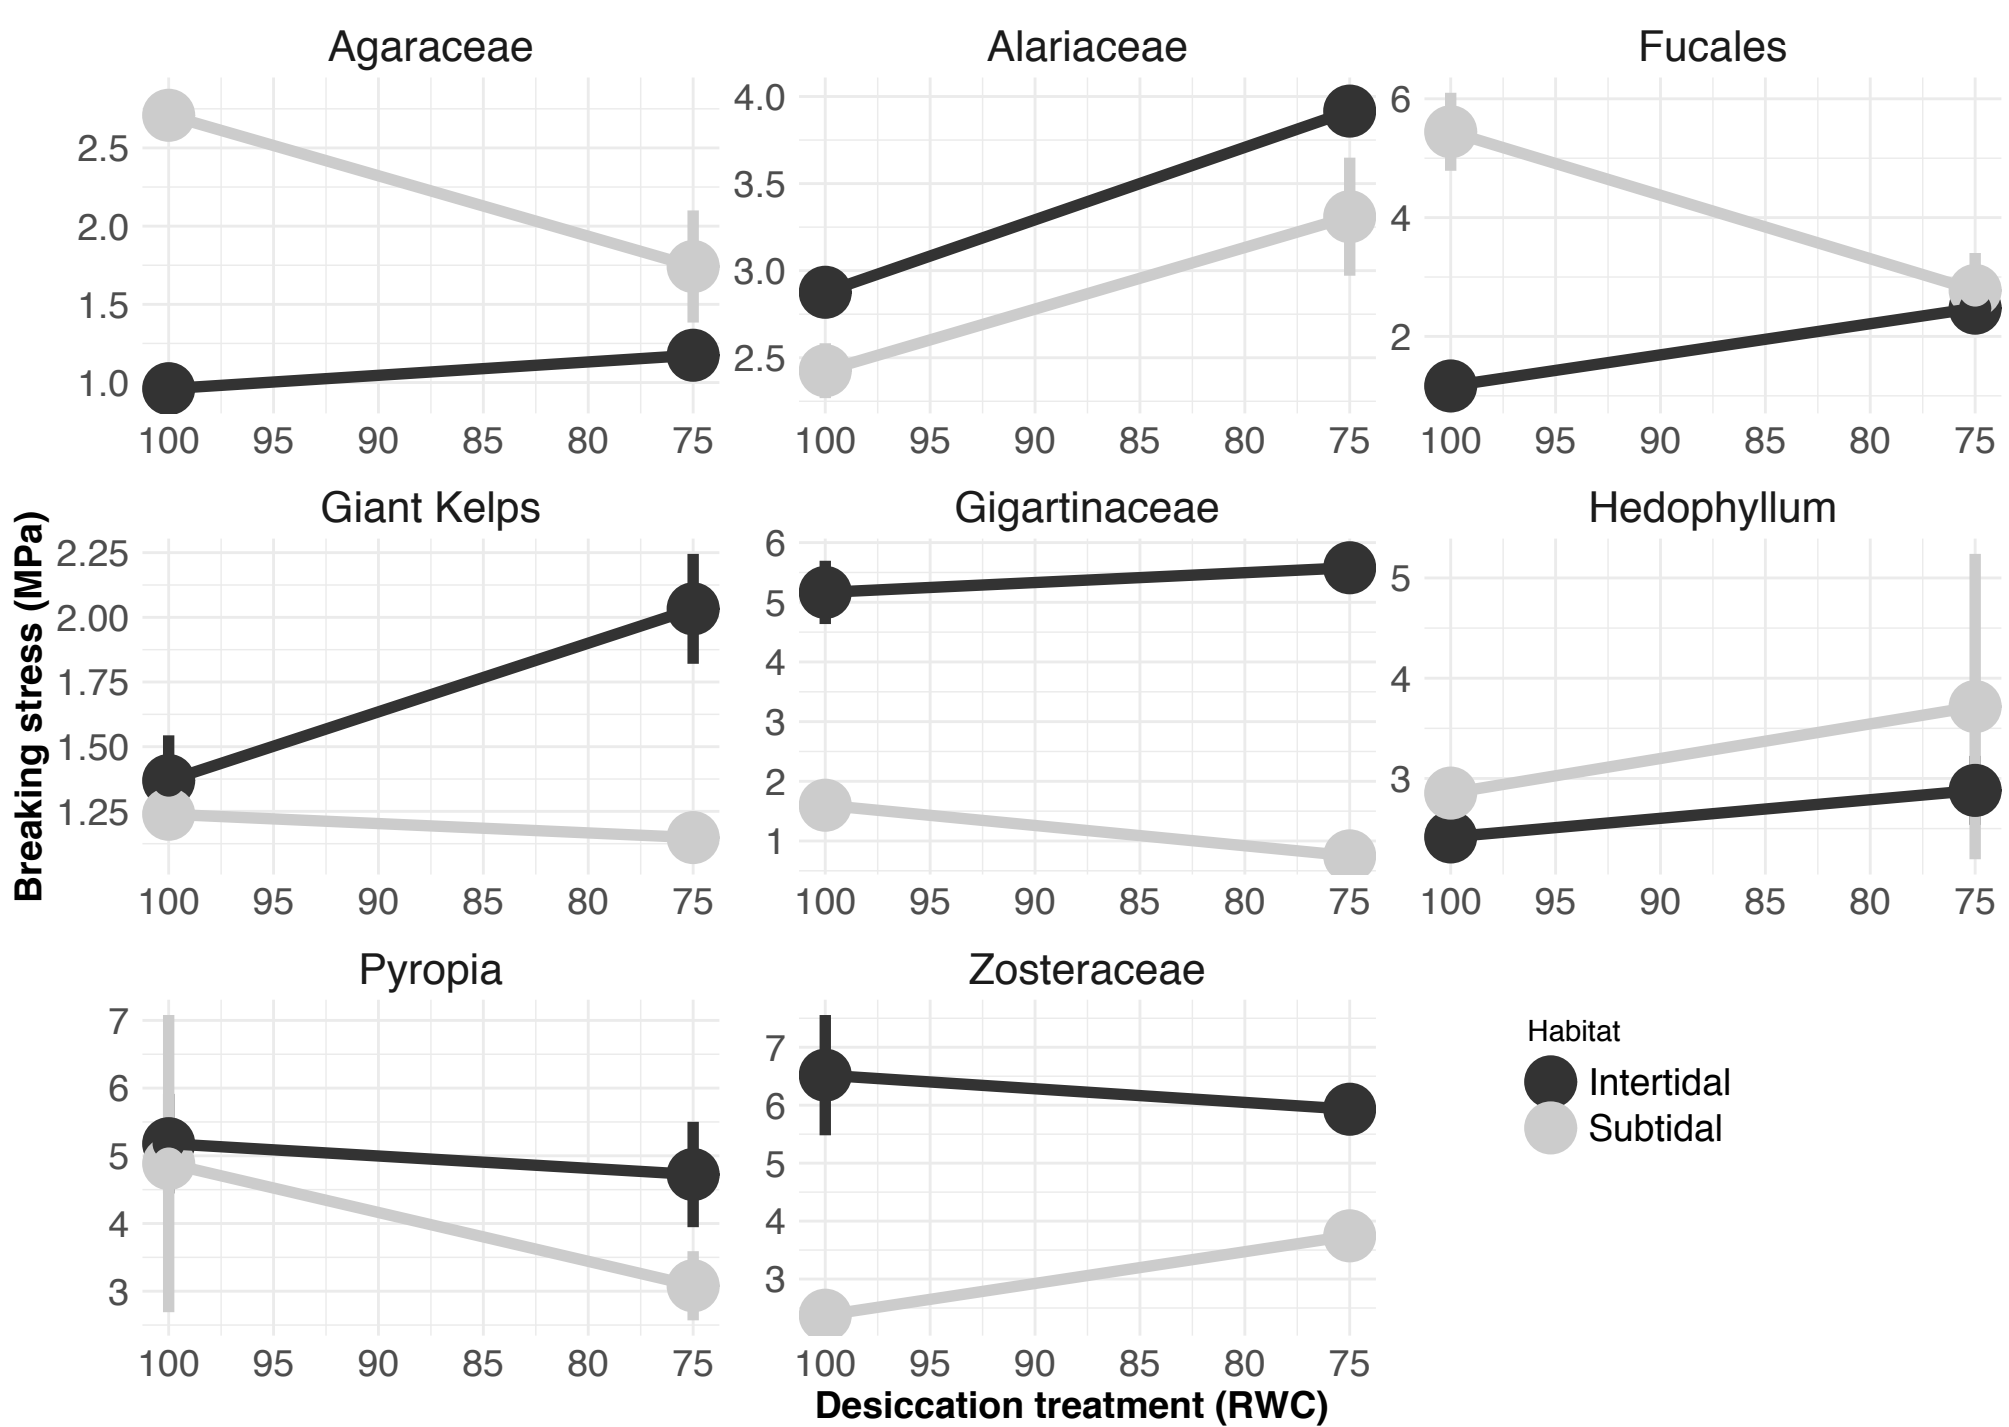 Agaraceae
Alariaceae
Fucales
2.5
2.0
1.5
1.0
4.0
3.5
3.0
2.5
6
4
2
100 95 90 85 80 75
100 95 90 85 80 75
100 95 90 85 80 75
Breaking stress (MPa)
Giant Kelps
Gigartinaceae
Hedophyllum
2.25
2.00
1.75
1.50
1.25
6
5
4
3
2
1
5
4
3
100 95 90 85 80 75
100 95 90 85 80 75
100 95 90 85 80 75
Pyropia
Zosteraceae
7
6
5
4
3
7
6
5
4
3
100 95 90 85 80 75
100 95 90 85 80 75
Habitat
Intertidal
Subtidal
Desiccation treatment (RWC)